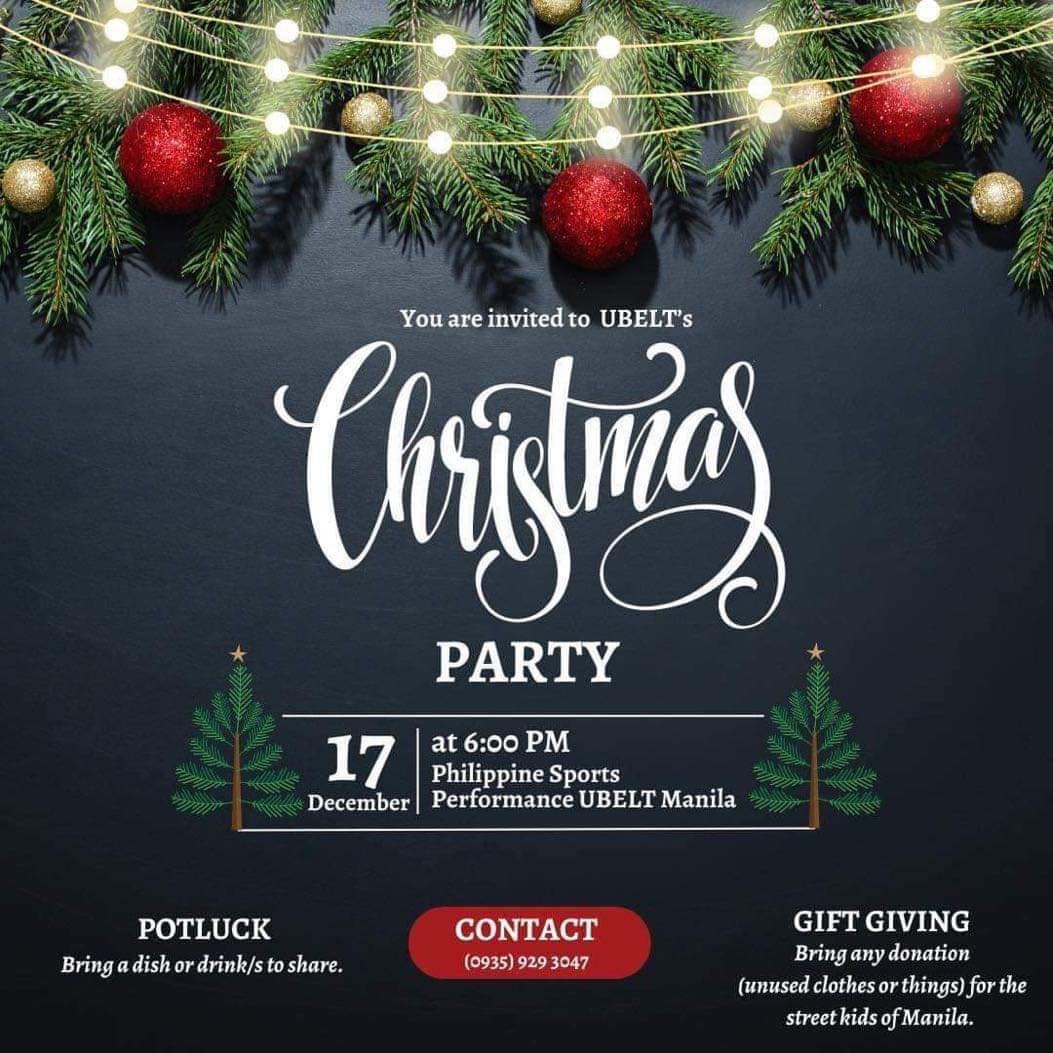 You are invited to UBELT's
Christmas
PARTY
17
December
at 6:00 PM
Philippine Sports
Performance UBELT Manila
POTLUCK
Bring a dish or drink/s to share.
CONTACT
(0935) 929 3047
GIFT GIVING
Bring any donation
(unused clothes or things) for the
street kids of Manila.